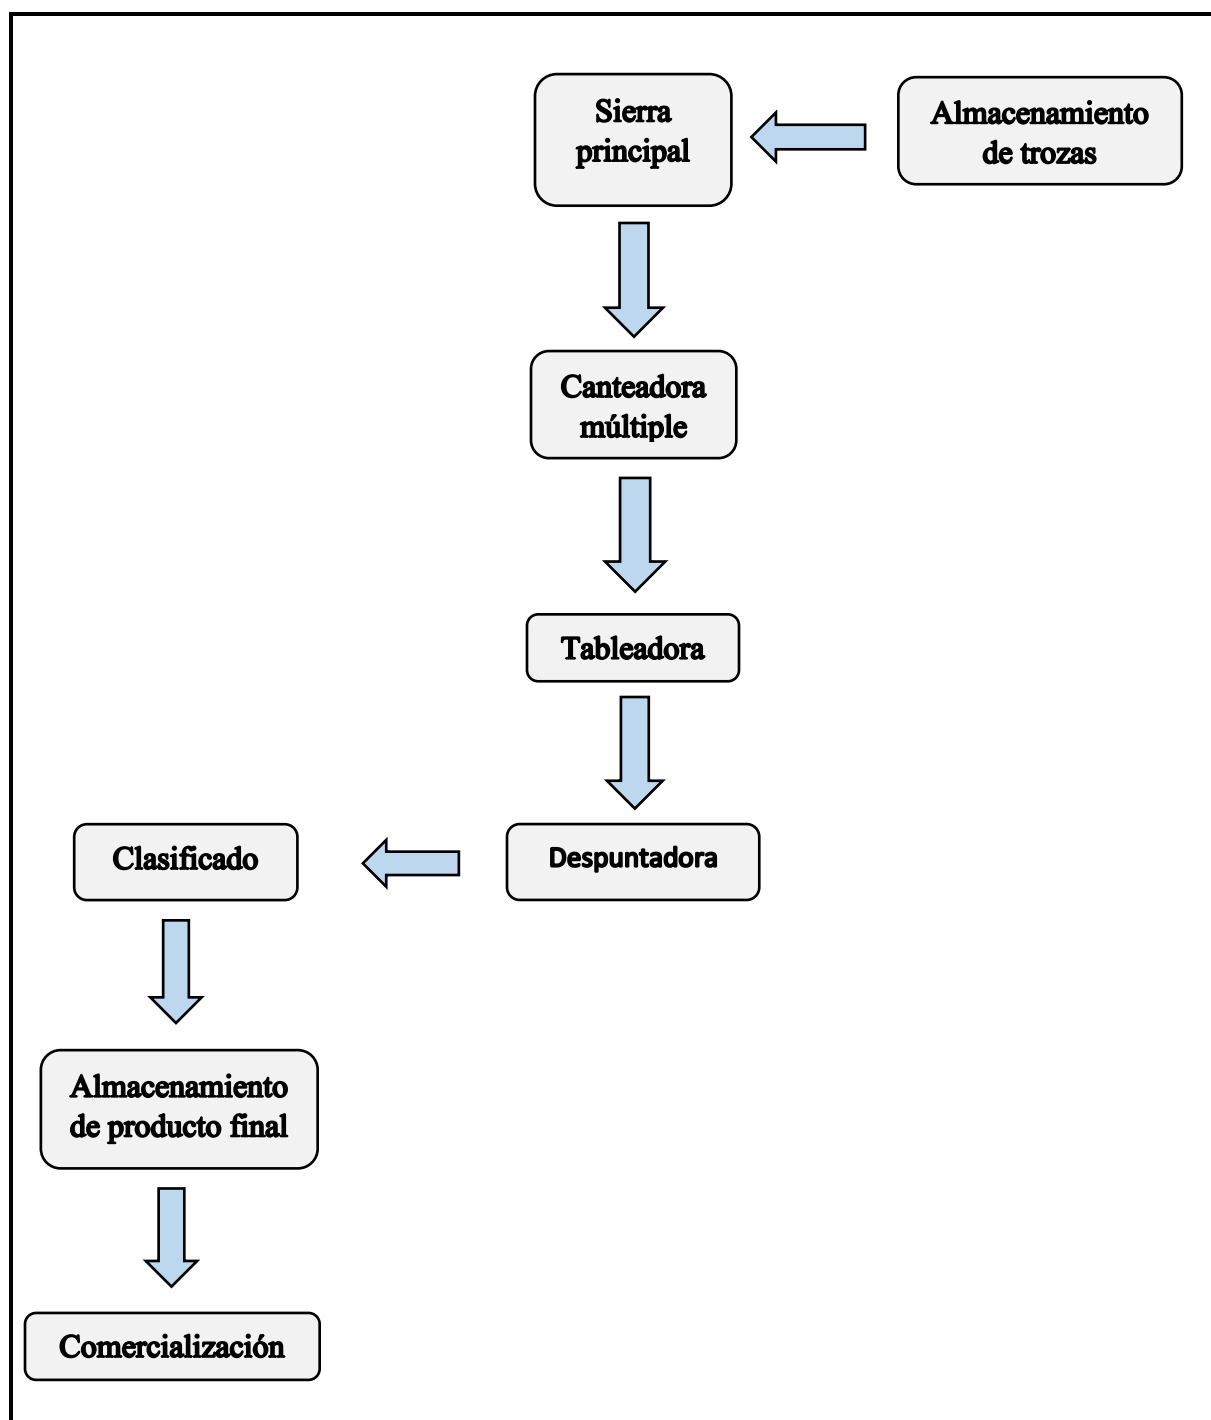 Sierra
principal
Almacenamiento
de trozas
Canteadora
múltiple
Tableadora
Despuntadora
Clasificado
Almacenamiento
de producto final
Comercialización